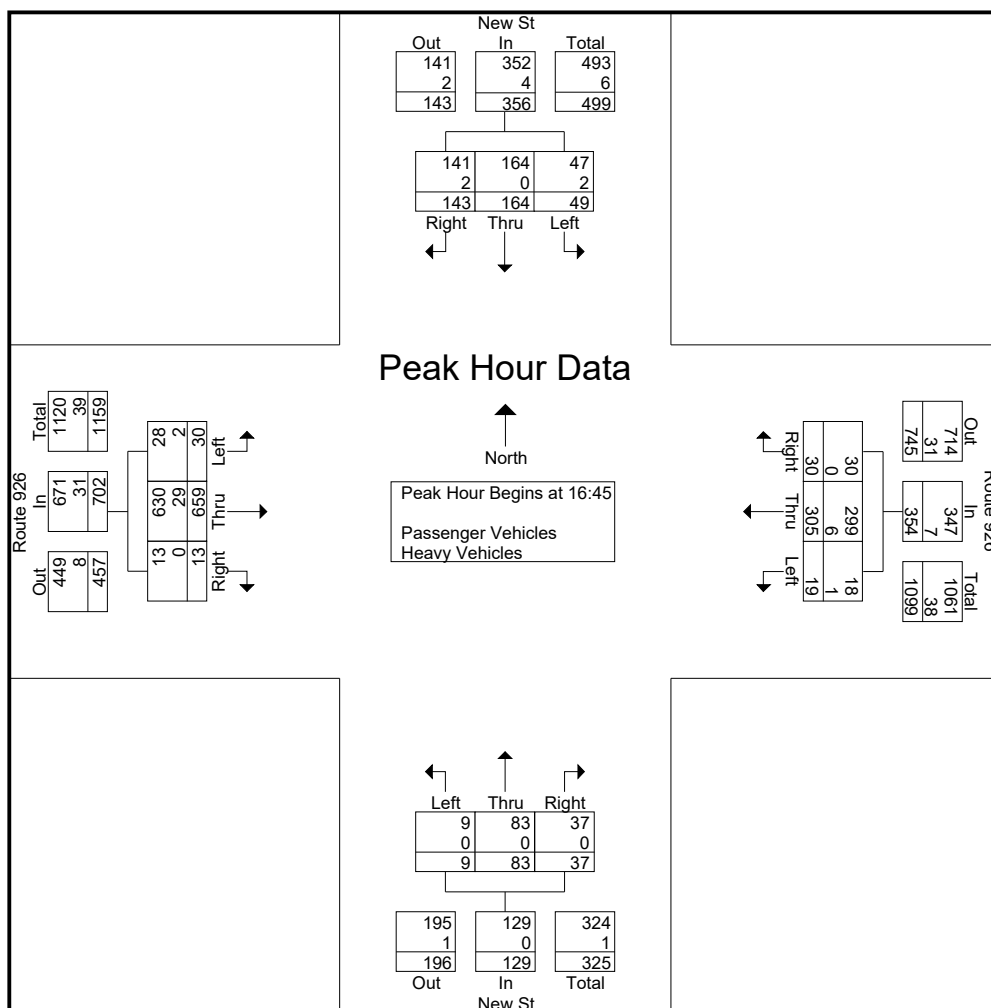 New St
Out In Total
141 352 493
2 4 6
143 356 499
141 164 47
2 0 2
143 164 49
Right Thru Left
Peak Hour Data
North
Peak Hour Begins at 16:45
Passenger Vehicles
Heavy Vehicles
Route 926
Total In Out
1120 671 449
39 31 8
1159 702 457
Left Thru Right
28 630 13
2 29 0
30 659 13
Route 926
Out In Total
714 347 1061
31 7 38
745 354 1099
30 299 18
0 6 1
30 305 19
Right Thru Left
Left Thru Right
9 83 37
0 0 0
9 83 37
195 129 324
1 0 1
196 129 325
Out In Total
New St